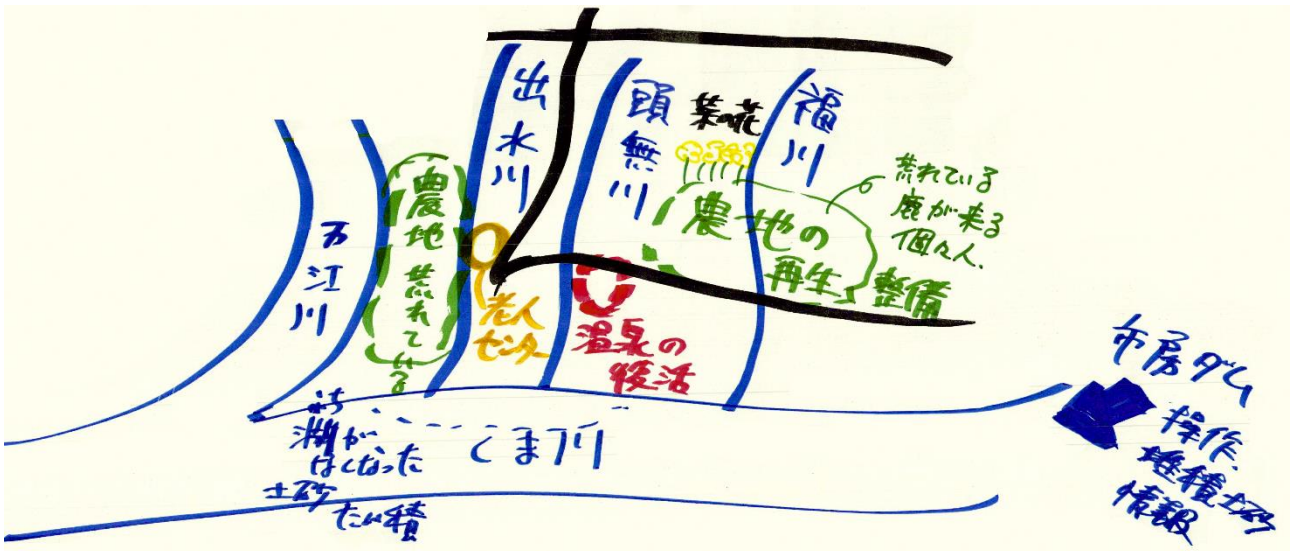 出水川
頭無川
菜の花
福川
荒れている
鹿が来る
個々人.
農地の
再生
整備
農地荒れている
万江川
老人
センター
温泉の
復活
市房ダム
操作.
堆積土砂
情報
くま川
ふち
瀬が
なくなった
土砂
たい積